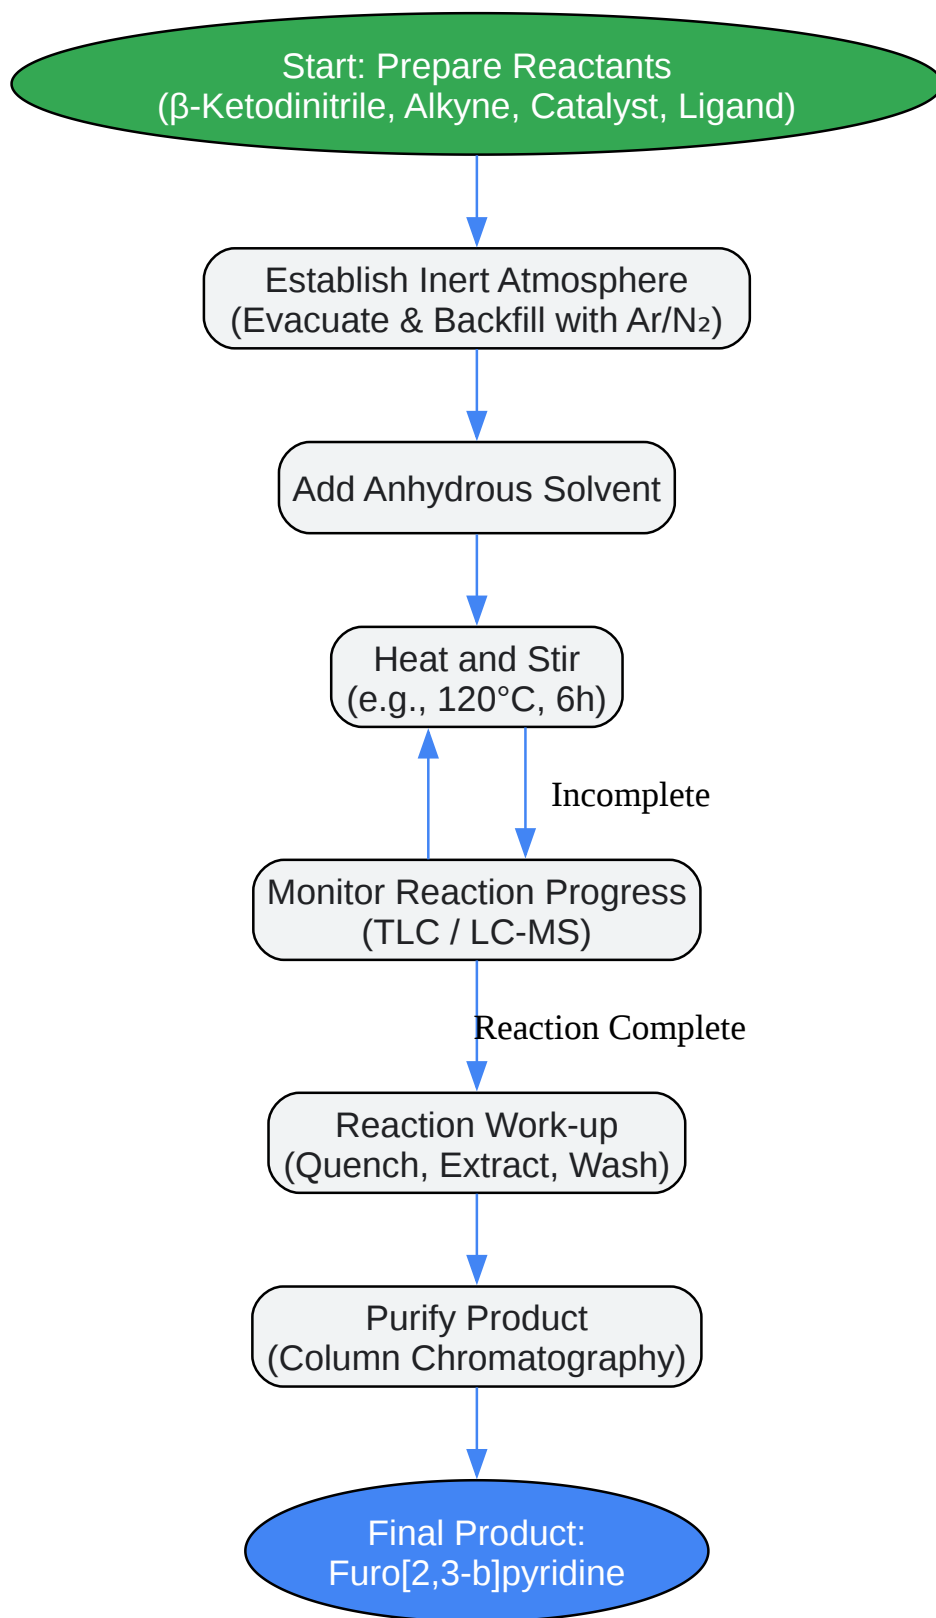 Start: Prepare Reactants
(β-Ketodinitrile, Alkyne, Catalyst, Ligand)
Establish Inert Atmosphere
(Evacuate & Backfill with Ar/N₂)
Add Anhydrous Solvent
Heat and Stir
(e.g., 120°C, 6h)
Incomplete
Monitor Reaction Progress
(TLC / LC-MS)
Reaction Complete
Reaction Work-up
(Quench, Extract, Wash)
Purify Product
(Column Chromatography)
Final Product:
Furo[2,3-b]pyridine